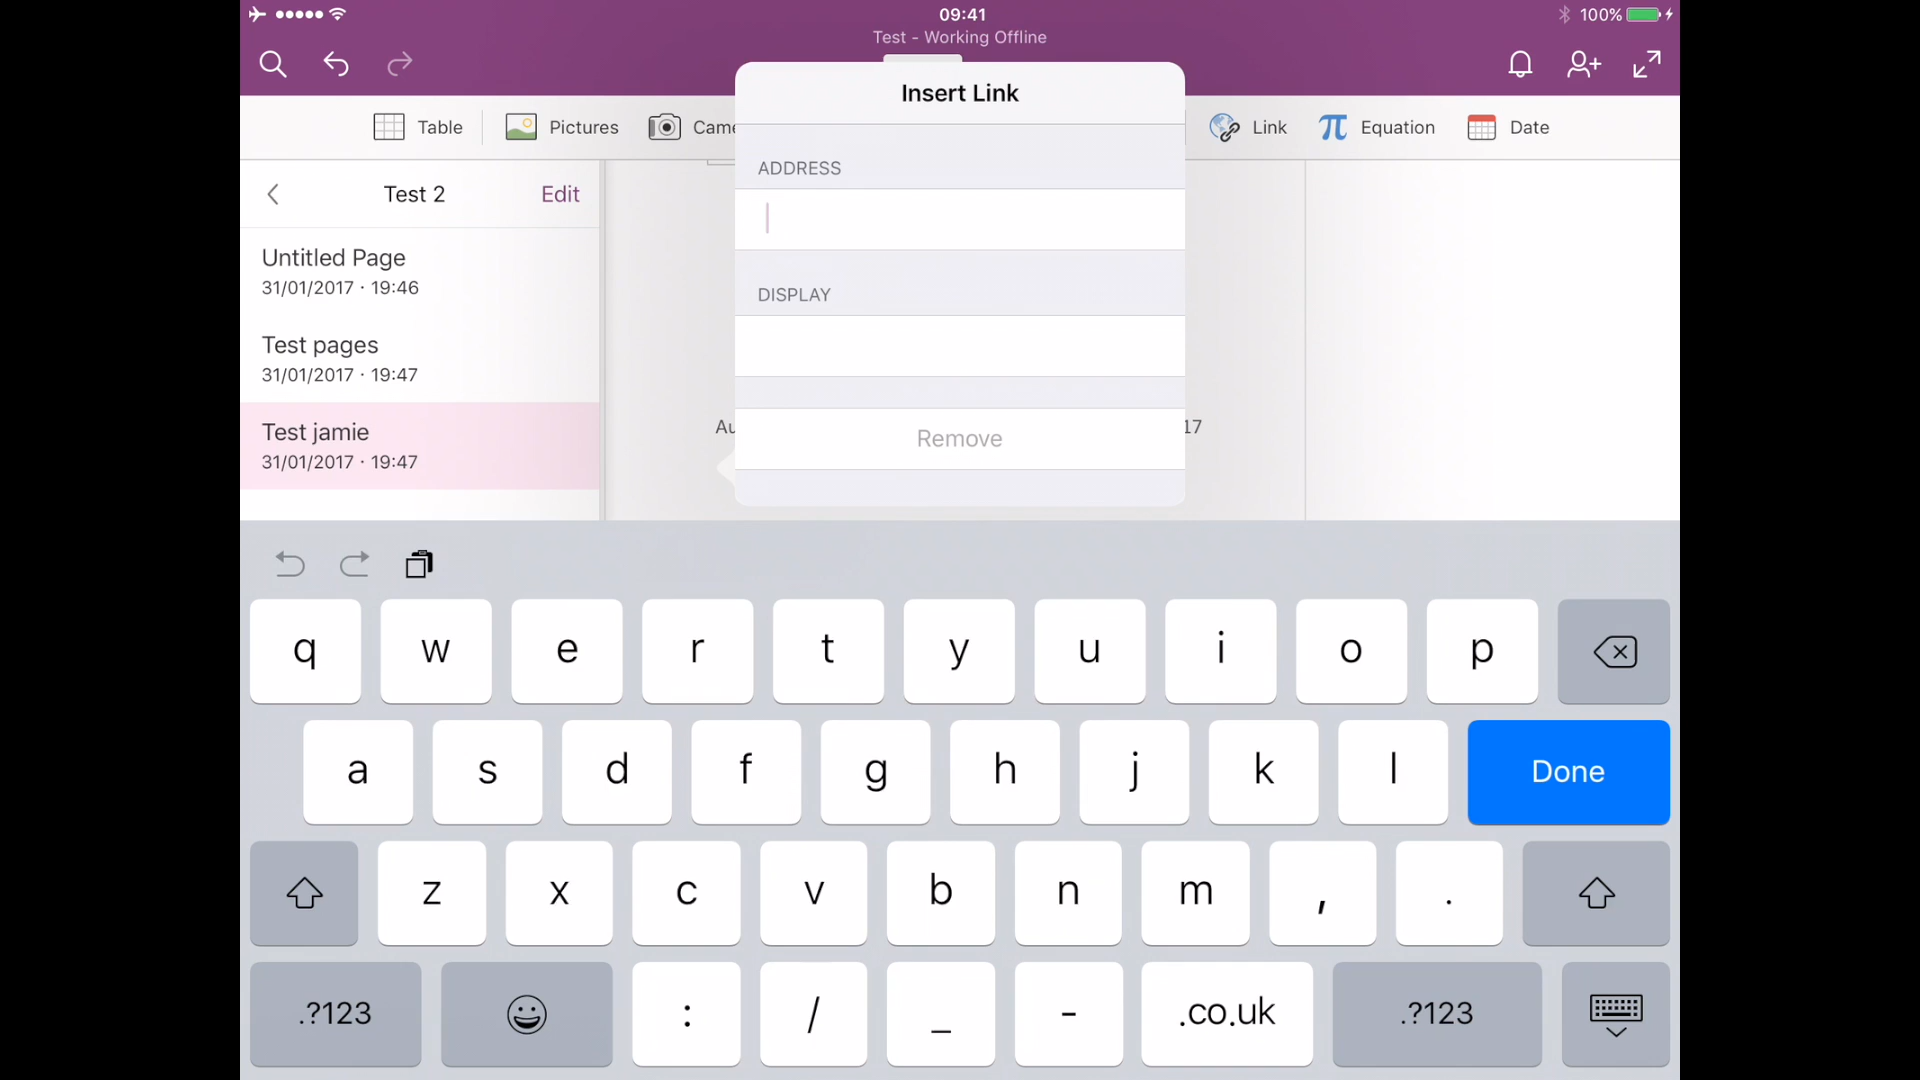 09:41
100%
Test - Working Offline
Insert Link
Table
Pictures
Came
Link
Equation
Date
ADDRESS
Test 2
Edit
Untitled Page
31/01/2017 · 19:46
DISPLAY
Test pages
31/01/2017 · 19:47
Au
17
Remove
Test jamie
31/01/2017 · 19:47
q w e r t y u i o p
a s d f g h j k l Done
z x c v b n m , .
.?123 : / _ - .co.uk .?123